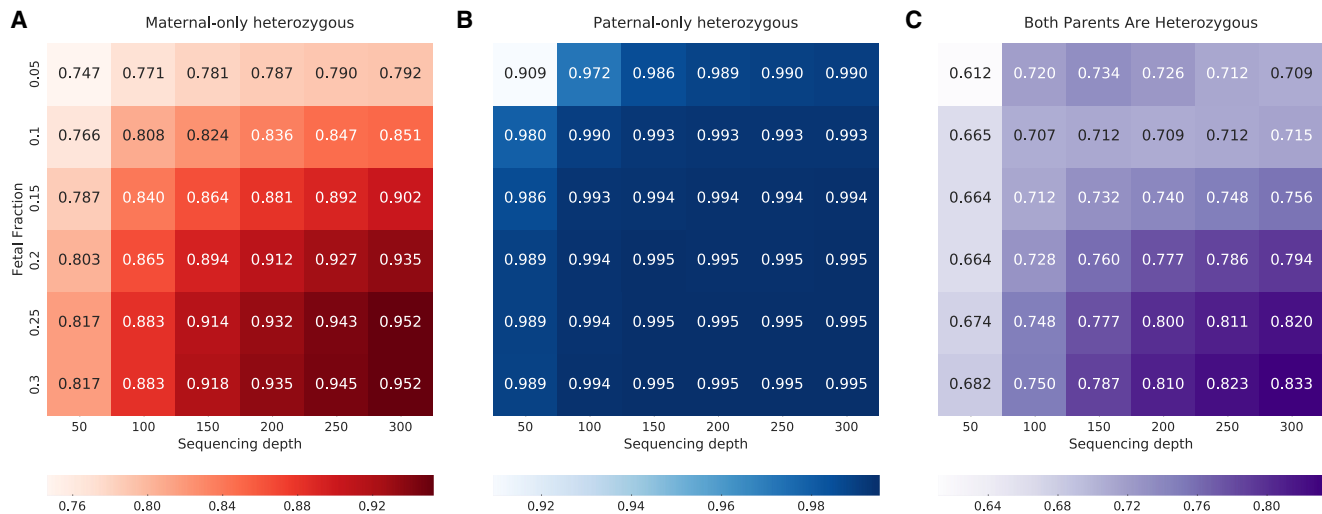 A Maternal-only heterozygous
Fetal Fraction
0.05 0.747 0.771 0.781 0.787 0.790 0.792
0.1 0.766 0.808 0.824 0.836 0.847 0.851
0.15 0.787 0.840 0.864 0.881 0.892 0.902
0.2 0.803 0.865 0.894 0.912 0.927 0.935
0.25 0.817 0.883 0.914 0.932 0.943 0.952
0.3 0.817 0.883 0.918 0.935 0.945 0.952
50 100 150 200 250 300
Sequencing depth
0.76 0.80 0.84 0.88 0.92
B Paternal-only heterozygous
0.909 0.972 0.986 0.989 0.990 0.990
0.980 0.990 0.993 0.993 0.993 0.993
0.986 0.993 0.994 0.994 0.994 0.994
0.989 0.994 0.995 0.995 0.995 0.995
0.989 0.994 0.995 0.995 0.995 0.995
0.989 0.994 0.995 0.995 0.995 0.995
50 100 150 200 250 300
Sequencing depth
0.92 0.94 0.96 0.98
C Both Parents Are Heterozygous
0.612 0.720 0.734 0.726 0.712 0.709
0.665 0.707 0.712 0.709 0.712 0.715
0.664 0.712 0.732 0.740 0.748 0.756
0.664 0.728 0.760 0.777 0.786 0.794
0.674 0.748 0.777 0.800 0.811 0.820
0.682 0.750 0.787 0.810 0.823 0.833
50 100 150 200 250 300
Sequencing depth
0.64 0.68 0.72 0.76 0.80